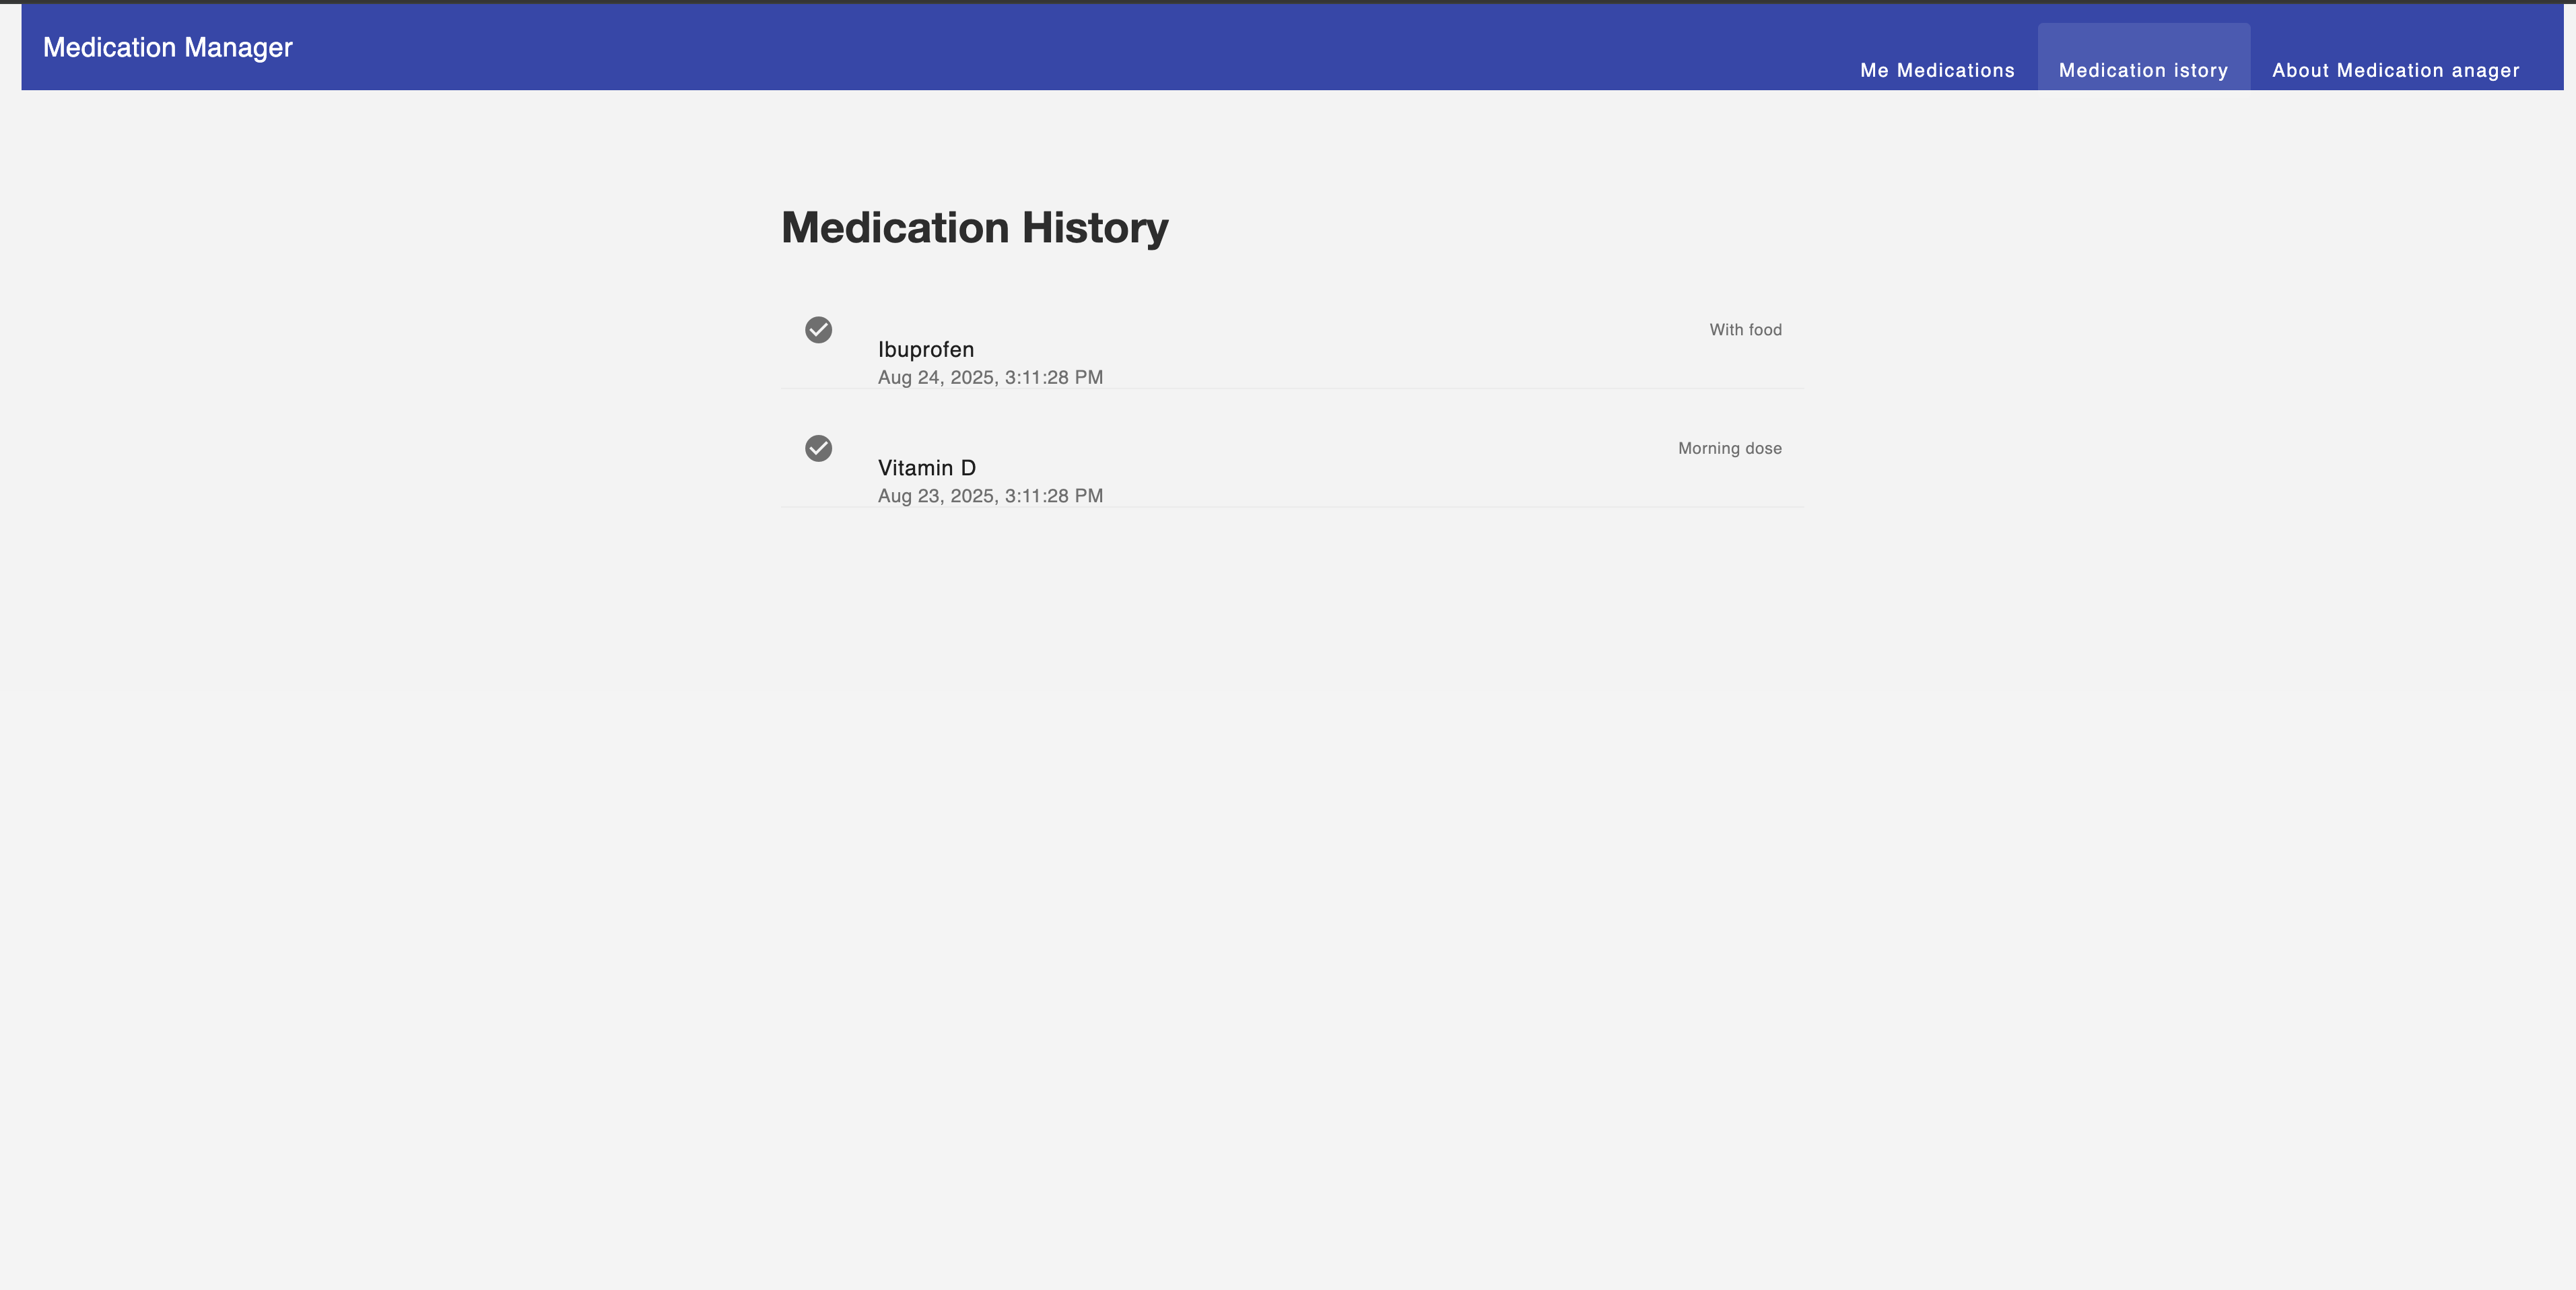 Medication Manager
Me Medications
Medication istory
About Medication anager
Medication History
Ibuprofen
Aug 24, 2025, 3:11:28 PM
With food
Vitamin D
Aug 23, 2025, 3:11:28 PM
Morning dose